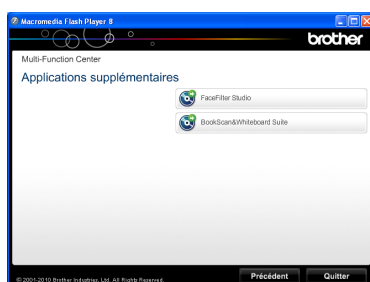 Macromedia Flash Player 8
brother
Multi-Function Center
Applications supplémentaires
FaceFilter Studio
BookScan&Whiteboard Suite
© 2001-2010 Brother Industries, Ltd. All Rights Reserved.
Précédent
Quitter